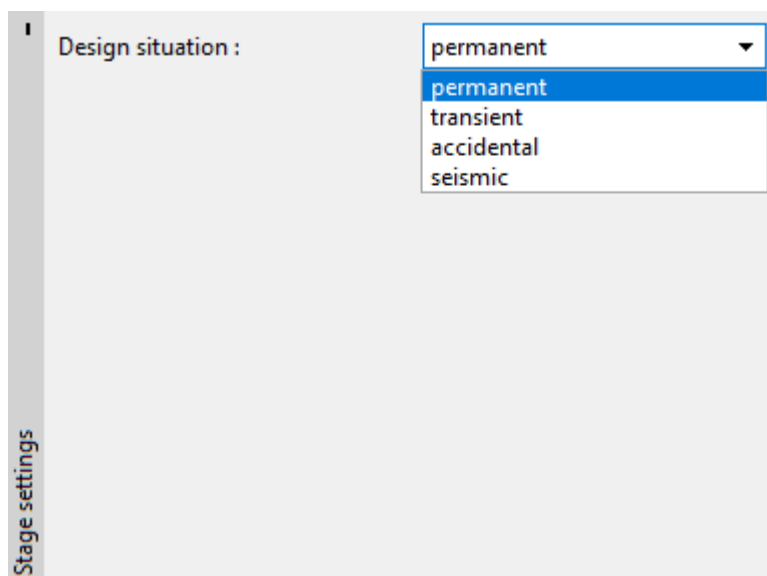 Design situation :
permanent
permanent
transient
accidental
seismic
Stage settings